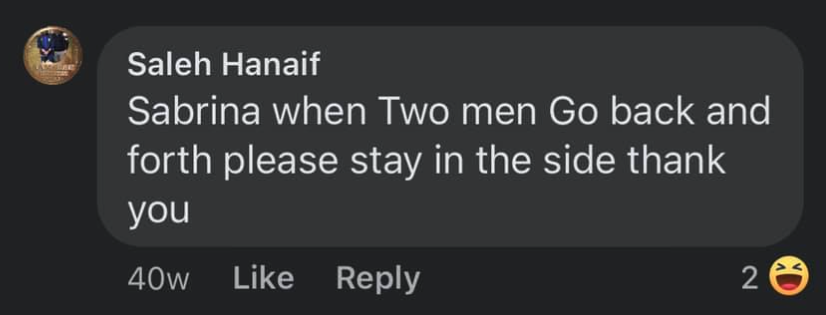 Saleh Hanaif
Sabrina when Two men Go back and
forth please stay in the side thank
you
40w Like Reply 2